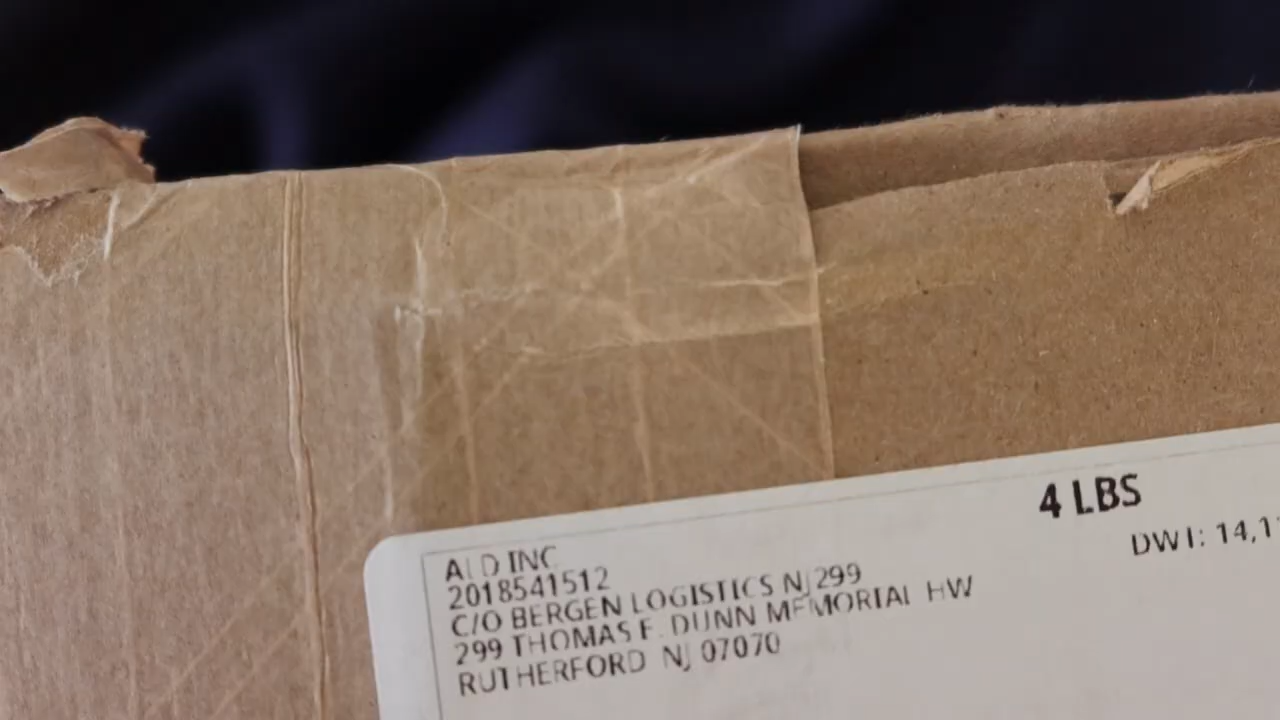 4 LBS
DWT: 14,1
ALD INC
2018541512
C/O BERGEN LOGISTICS NJ 299
299 THOMAS E. DUNN MEMORIAL HW
RUTHERFORD NJ 07070